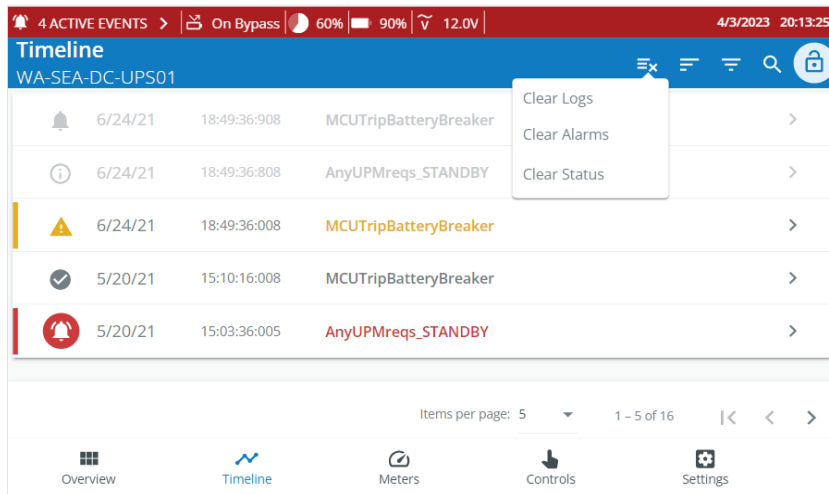 4 ACTIVE EVENTS On Bypass 60% 90% V 12.0V 4/3/2023 20:13:25
Timeline
WA-SEA-DC-UPS01
Clear Logs
Clear Alarms
Clear Status
6/24/21 18:49:36:908 MCUTripBatteryBreaker
6/24/21 18:49:36:808 AnyUPMreqs_STANDBY
6/24/21 18:49:36:008 MCUTripBatteryBreaker
5/20/21 15:10:16:008 MCUTripBatteryBreaker
5/20/21 15:03:36:005 AnyUPMreqs_STANDBY
Items per page: 5 1 – 5 of 16
Overview Timeline Meters Controls Settings